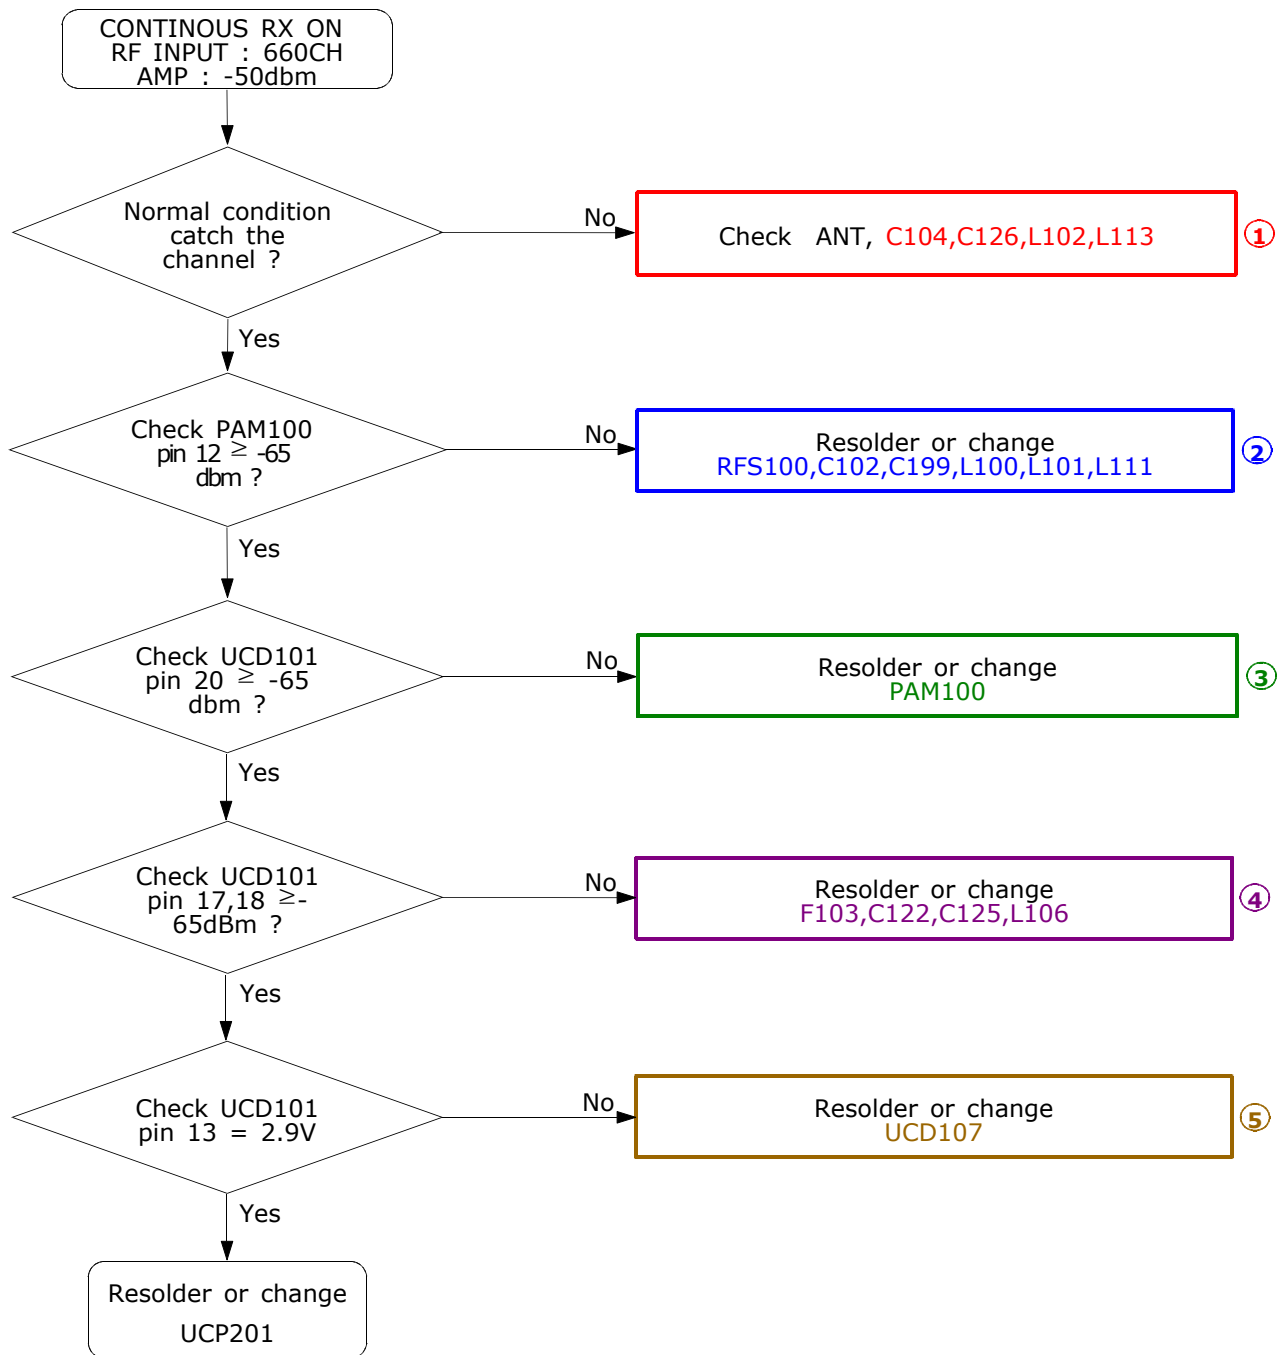 CONTINOUS RX ON
RF INPUT : 660CH
AMP : -50dbm
Normal condition
catch the
channel ?
No
Check ANT, C104,C126,L102,L113
1
Yes
Check PAM100
pin 12 ≥ -65
dbm ?
No
Resolder or change
RFS100,C102,C199,L100,L101,L111
2
Yes
Check UCD101
pin 20 ≥ -65
dbm ?
No
Resolder or change
PAM100
3
Yes
Check UCD101
pin 17,18 ≥-
65dBm ?
No
Resolder or change
F103,C122,C125,L106
4
Yes
Check UCD101
pin 13 = 2.9V
No
Resolder or change
UCD107
5
Yes
Resolder or change
UCP201